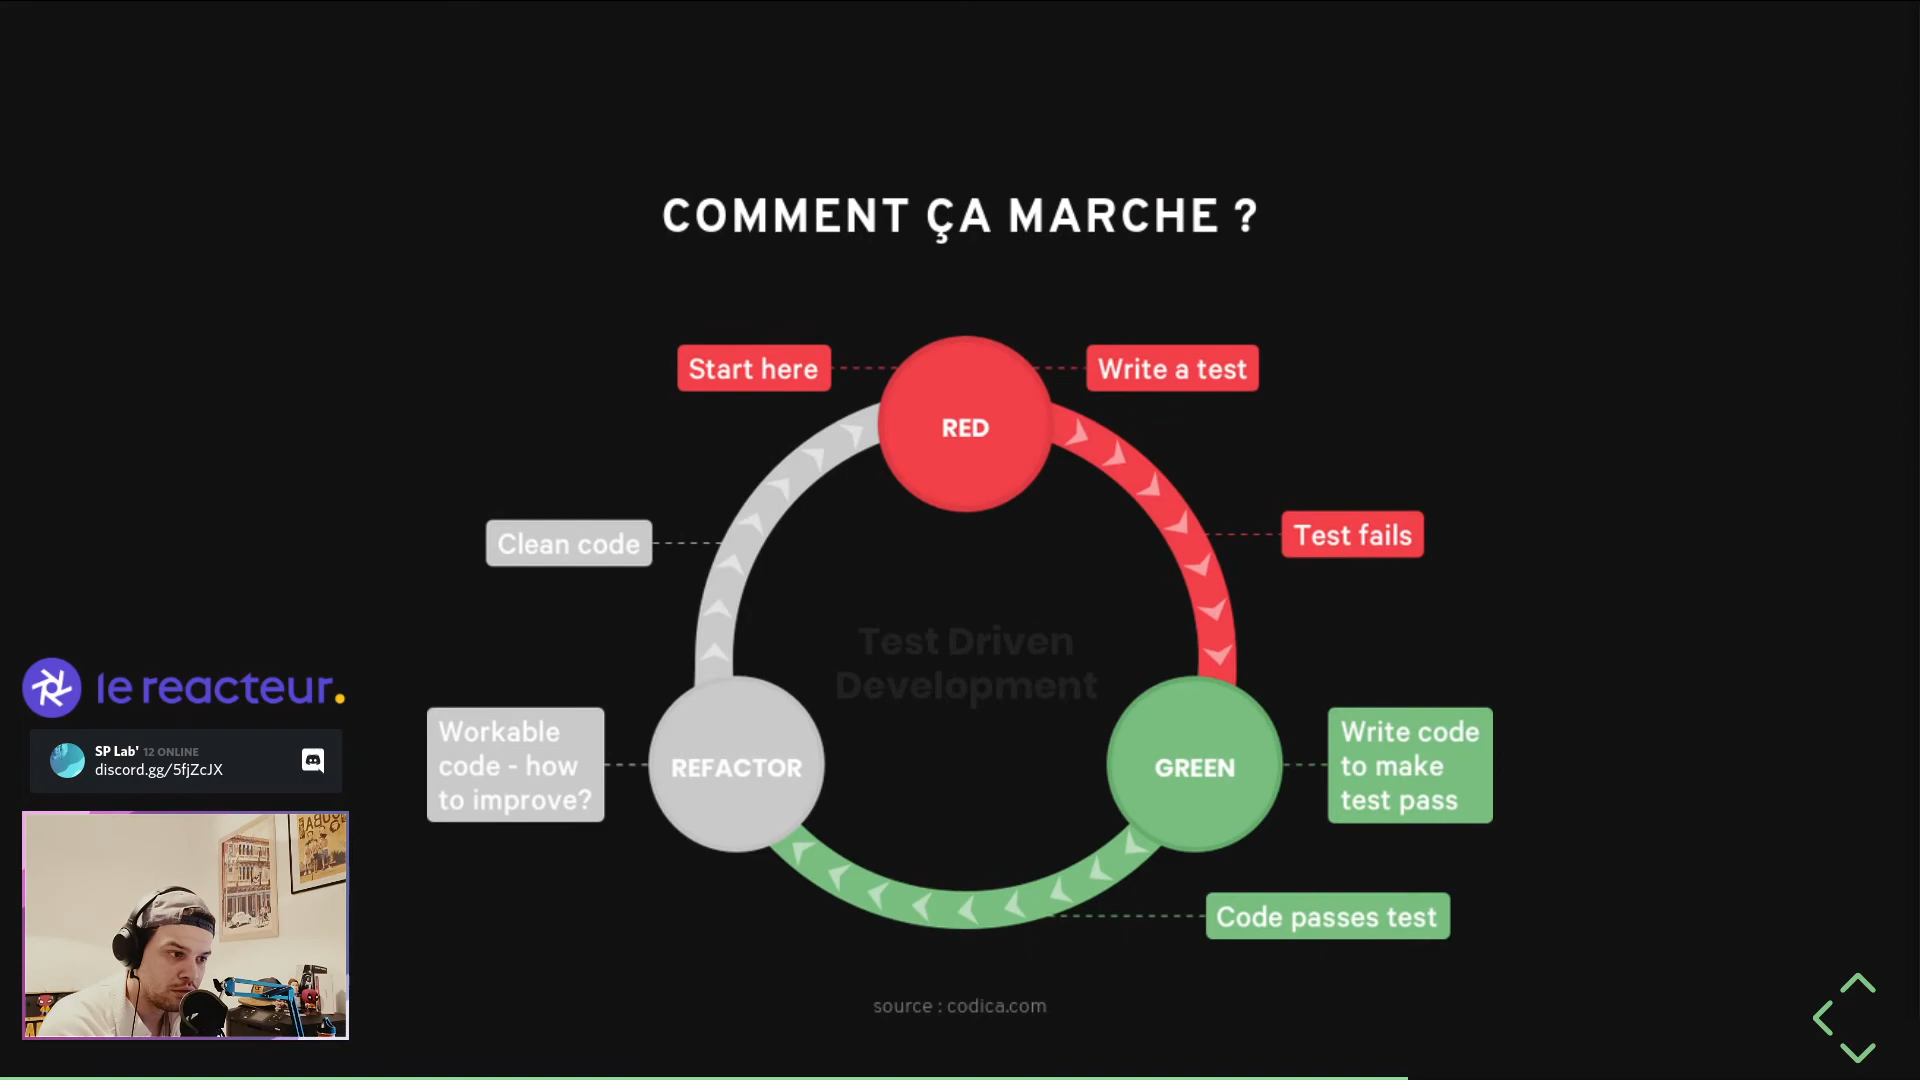 COMMENT ÇA MARCHE ?
Start here
Write a test
RED
Clean code
Test fails
Test Driven
Development
le reacteur.
SP Lab' 12 ONLINE
discord.gg/5fjZcJX
Workable
code - how
to improve?
REFACTOR
GREEN
Write code
to make
test pass
Code passes test
source : codica.com